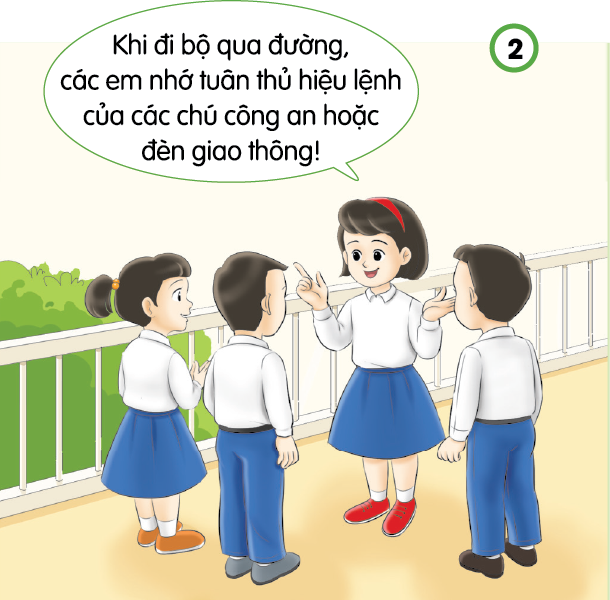 Khi đi bộ qua đường,
các em nhớ tuân thủ hiệu lệnh
của các chú công an hoặc
đèn giao thông!
2